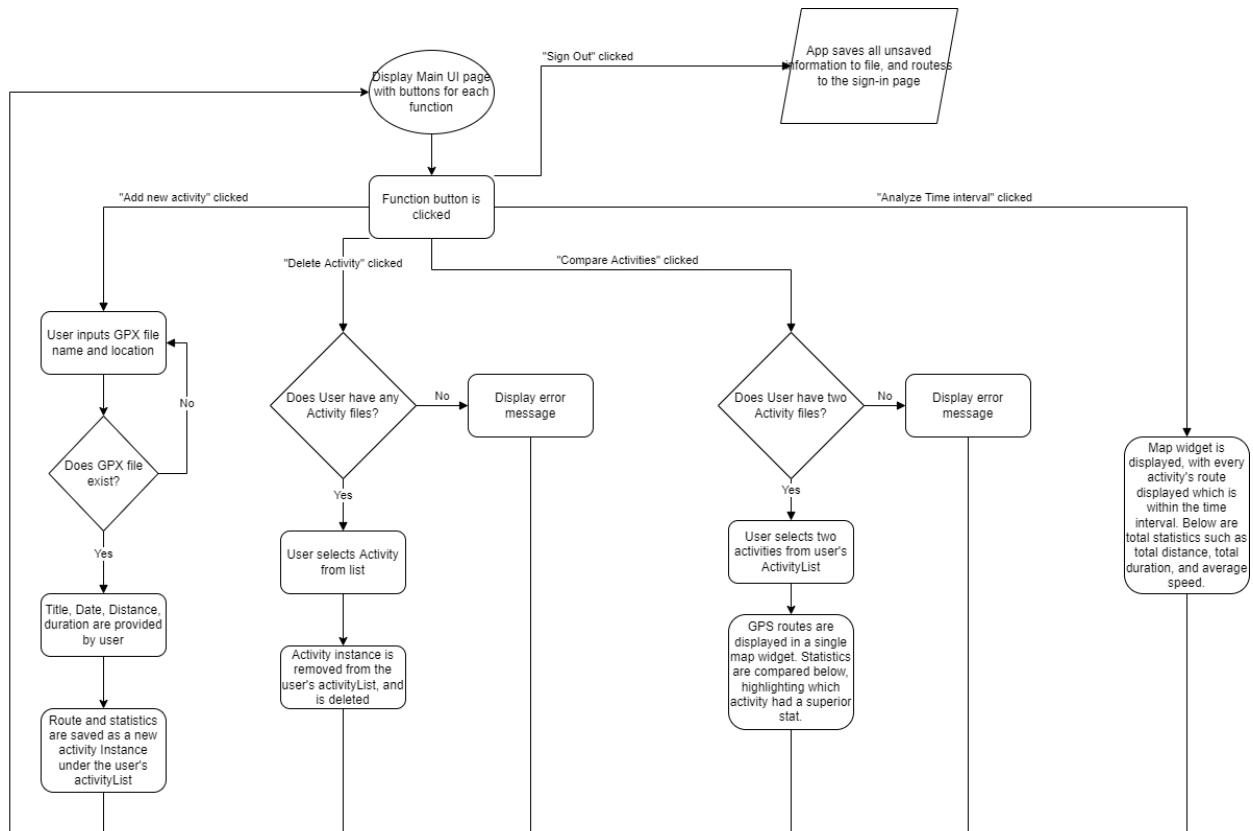 "Sign Out" clicked
App saves all unsaved
information to file, and routess
to the sign-in page
Display Main UI page
with buttons for each
function
Function button is
clicked
"Add new activity" clicked
"Analyze Time interval" clicked
"Delete Activity" clicked
"Compare Activities" clicked
User inputs GPX file
name and location
No
Does GPX file
exist?
Yes
Title, Date, Distance,
duration are provided
by user
Route and statistics
are saved as a new
activity Instance
under the user's
activityList
Does User have any
Activity files?
No
Display error
message
Yes
User selects Activity
from list
Activity instance is
removed from the
user's activityList, and
is deleted
Does User have two
Activity files?
No
Display error
message
Yes
User selects two
activities from user's
ActivityList
GPS routes are
displayed in a single
map widget. Statistics
are compared below,
highlighting which
activity had a superior
stat.
Map widget is
displayed, with every
activity's route
displayed which is
within the time
interval. Below are
total statistics such as
total distance, total
duration, and average
speed.